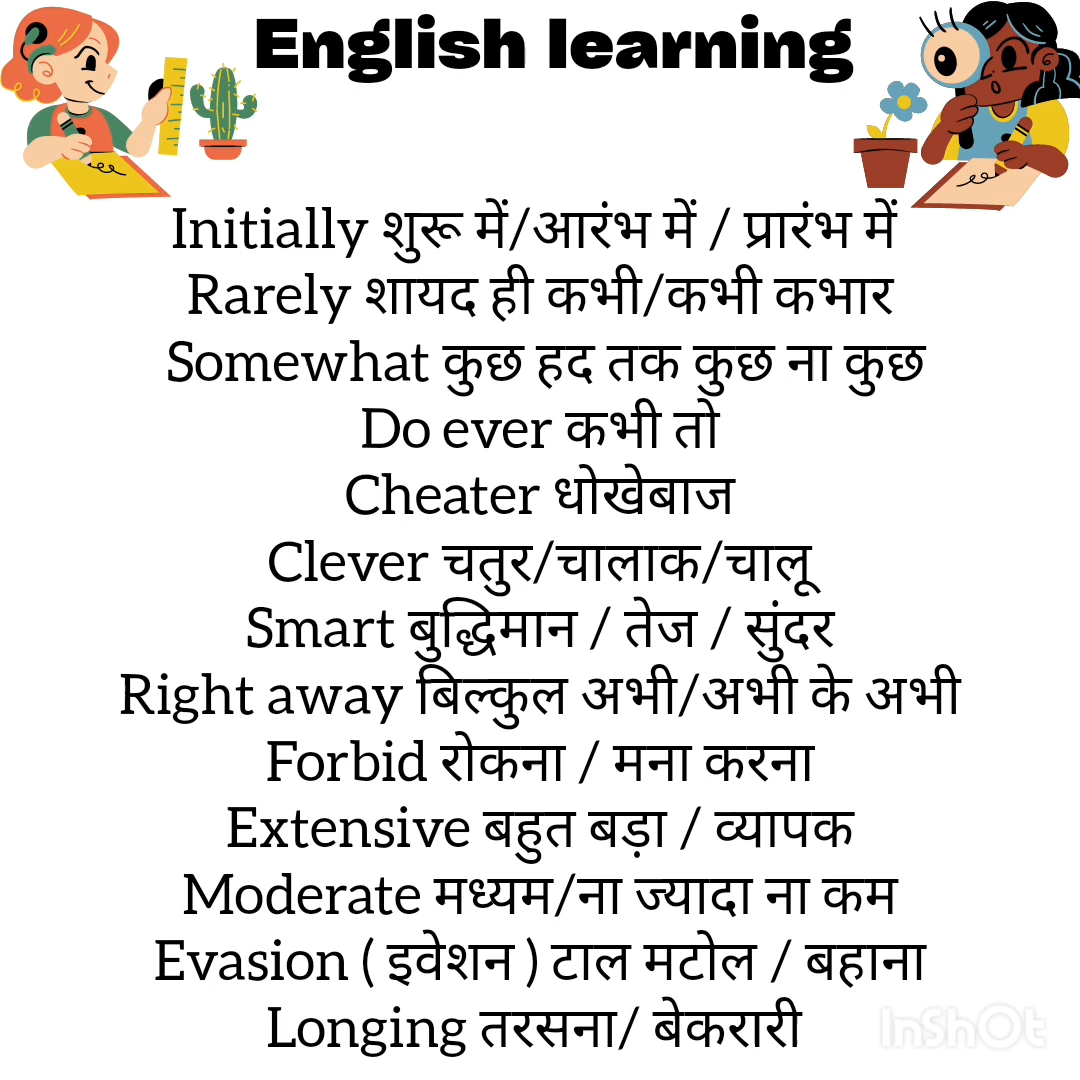 English learning
Initially शुरू में/आरंभ में / प्रारंभ में
Rarely शायद ही कभी/कभी कभार
Somewhat कुछ हद तक कुछ ना कुछ
Do ever कभी तो
Cheater धोखेबाज
Clever चतुर/चालाक/चालू
Smart बुद्धिमान / तेज / सुंदर
Right away बिल्कुल अभी/अभी के अभी
Forbid रोकना / मना करना
Extensive बहुत बड़ा / व्यापक
Moderate मध्यम/ना ज्यादा ना कम
Evasion ( इवेशन ) टाल मटोल / बहाना
Longing तरसना/ बेकरारी
InShOt